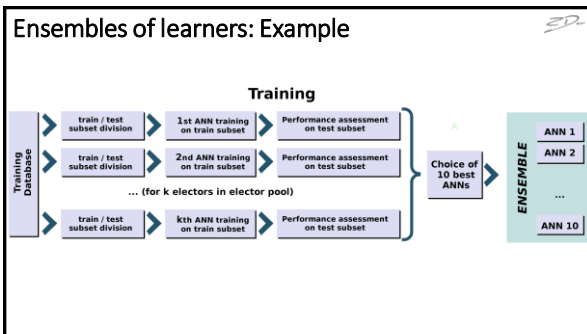 Ensembles of learners: Example
Training
Training
Database
train / test
subset division
1st ANN training
on train subset
Performance assessment
on test subset
train / test
subset division
2nd ANN training
on train subset
Performance assessment
on test subset
... (for k electors in elector pool)
train / test
subset division
kth ANN training
on train subset
Performance assessment
on test subset
Choice of
10 best
ANNs
ENSEMBLE
ANN 1
ANN 2
...
ANN 10